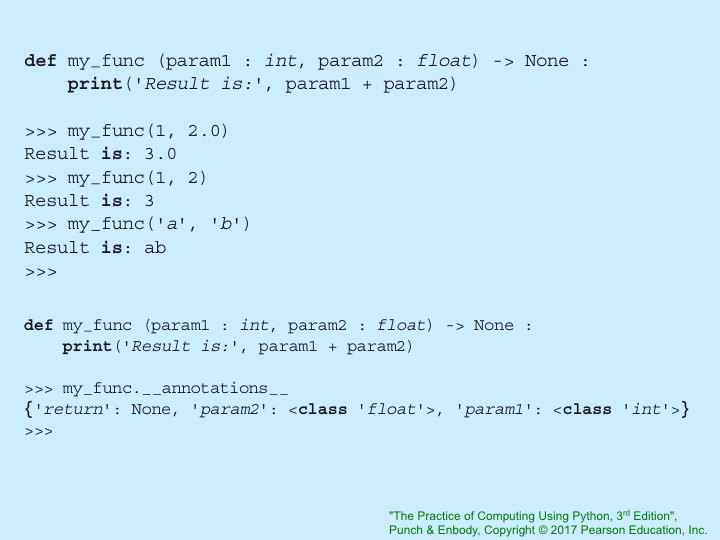 def my_func (param1 : int, param2 : float) -> None :
    print('Result is:', param1 + param2)
>>> my_func(1, 2.0)
Result is: 3.0
>>> my_func(1, 2)
Result is: 3
>>> my_func('a', 'b')
Result is: ab
>>>
def my_func (param1 : int, param2 : float) -> None :
    print('Result is:', param1 + param2)
>>> my_func.__annotations__
{'return': None, 'param2': <class 'float'>, 'param1': <class 'int'>}
>>>
"The Practice of Computing Using Python, 3rd Edition",
Punch & Enbody, Copyright © 2017 Pearson Education, Inc.